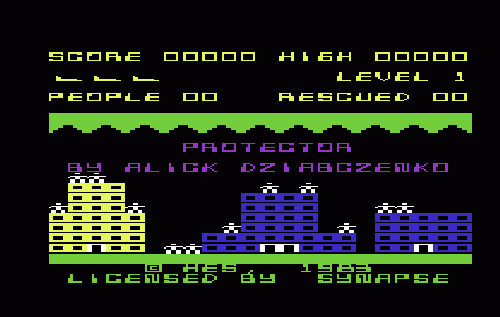 SCORE 00000 HIGH 00000
LEVEL 1
PEOPLE 00 RESCUED 00
PROTECTOR
BY ALICK DZIABCZENKO
© HES, 1983
LICENSED BY SYNAPSE